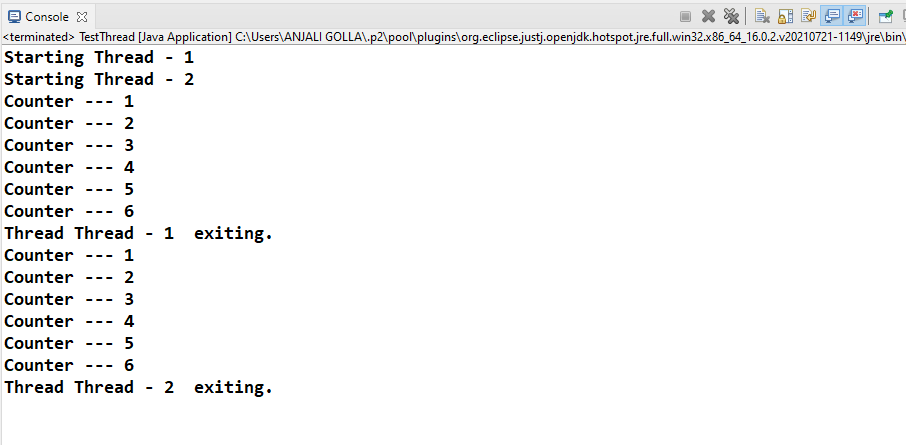 Console
<terminated> TestThread [Java Application] C:\Users\ANJALI GOLLA\.p2\pool\plugins\org.eclipse.justj.openjdk.hotspot.jre.full.win32.x86_64_16.0.2.v20210721-1149\jre\bin\
Starting Thread - 1
Starting Thread - 2
Counter --- 1
Counter --- 2
Counter --- 3
Counter --- 4
Counter --- 5
Counter --- 6
Thread Thread - 1  exiting.
Counter --- 1
Counter --- 2
Counter --- 3
Counter --- 4
Counter --- 5
Counter --- 6
Thread Thread - 2  exiting.